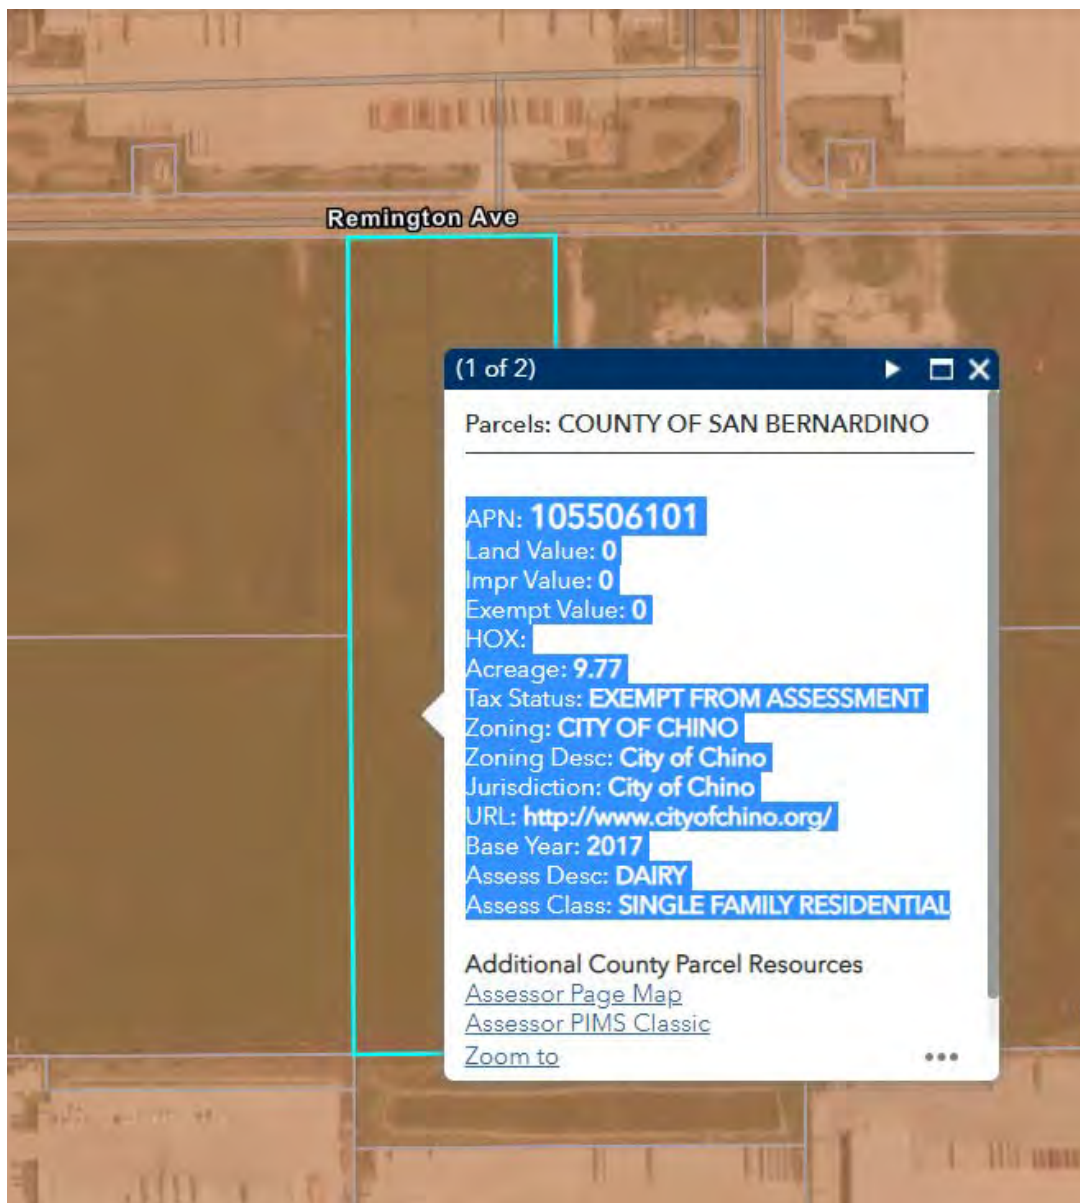 Remington Ave
(1 of 2)
Parcels: COUNTY OF SAN BERNARDINO
APN: 105506101
Land Value: 0
Impr Value: 0
Exempt Value: 0
HOX:
Acreage: 9.77
Tax Status: EXEMPT FROM ASSESSMENT
Zoning: CITY OF CHINO
Zoning Desc: City of Chino
Jurisdiction: City of Chino
URL: http://www.cityofchino.org/
Base Year: 2017
Assess Desc: DAIRY
Assess Class: SINGLE FAMILY RESIDENTIAL
Additional County Parcel Resources
Assessor Page Map
Assessor PIMS Classic
Zoom to